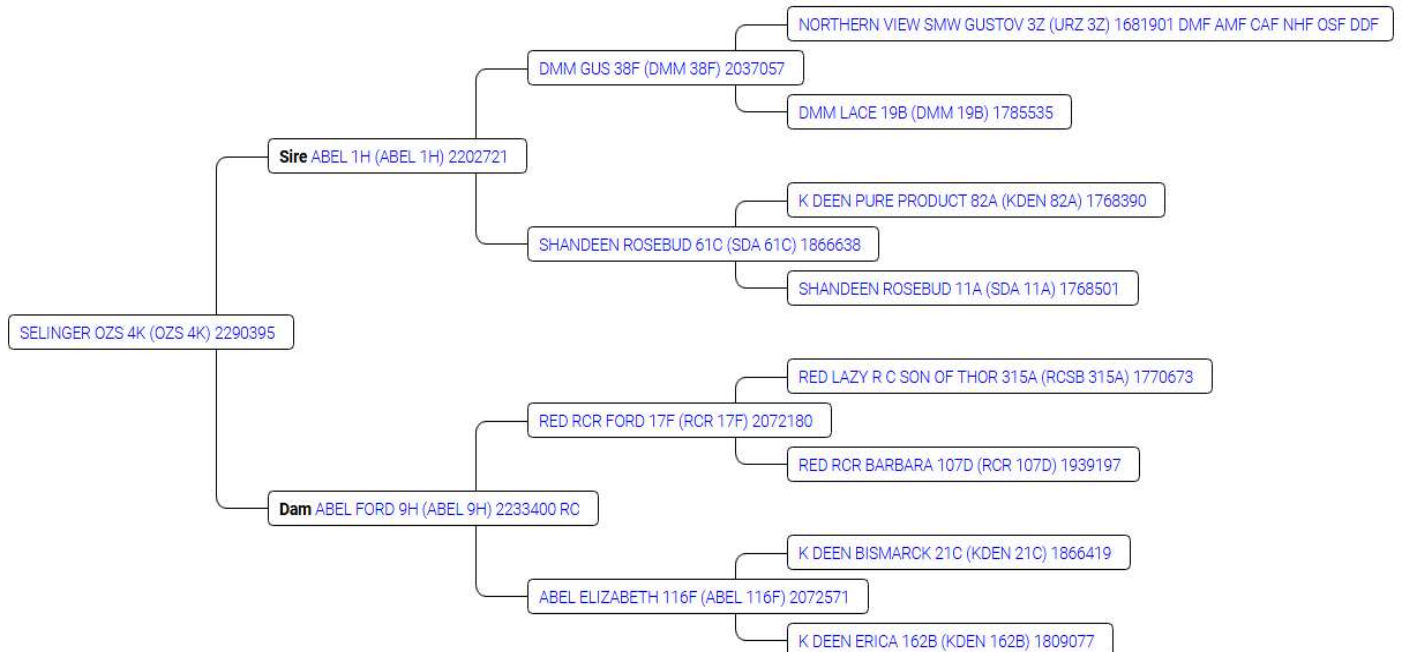 NORTHERN VIEW SMW GUSTOV 3Z (URZ 3Z) 1681901 DMF AMF CAF NHF OSF DDF
DMM GUS 38F (DMM 38F) 2037057
DMM LACE 19B (DMM 19B) 1785535
Sire ABEL 1H (ABEL 1H) 2202721
K DEEN PURE PRODUCT 82A (KDEN 82A) 1768390
SHANDEEN ROSEBUD 61C (SDA 61C) 1866638
SHANDEEN ROSEBUD 11A (SDA 11A) 1768501
SELINGER OZS 4K (OZS 4K) 2290395
RED LAZY R C SON OF THOR 315A (RCSB 315A) 1770673
RED RCR FORD 17F (RCR 17F) 2072180
RED RCR BARBARA 107D (RCR 107D) 1939197
Dam ABEL FORD 9H (ABEL 9H) 2233400 RC
K DEEN BISMARCK 21C (KDEN 21C) 1866419
ABEL ELIZABETH 116F (ABEL 116F) 2072571
K DEEN ERICA 162B (KDEN 162B) 1809077